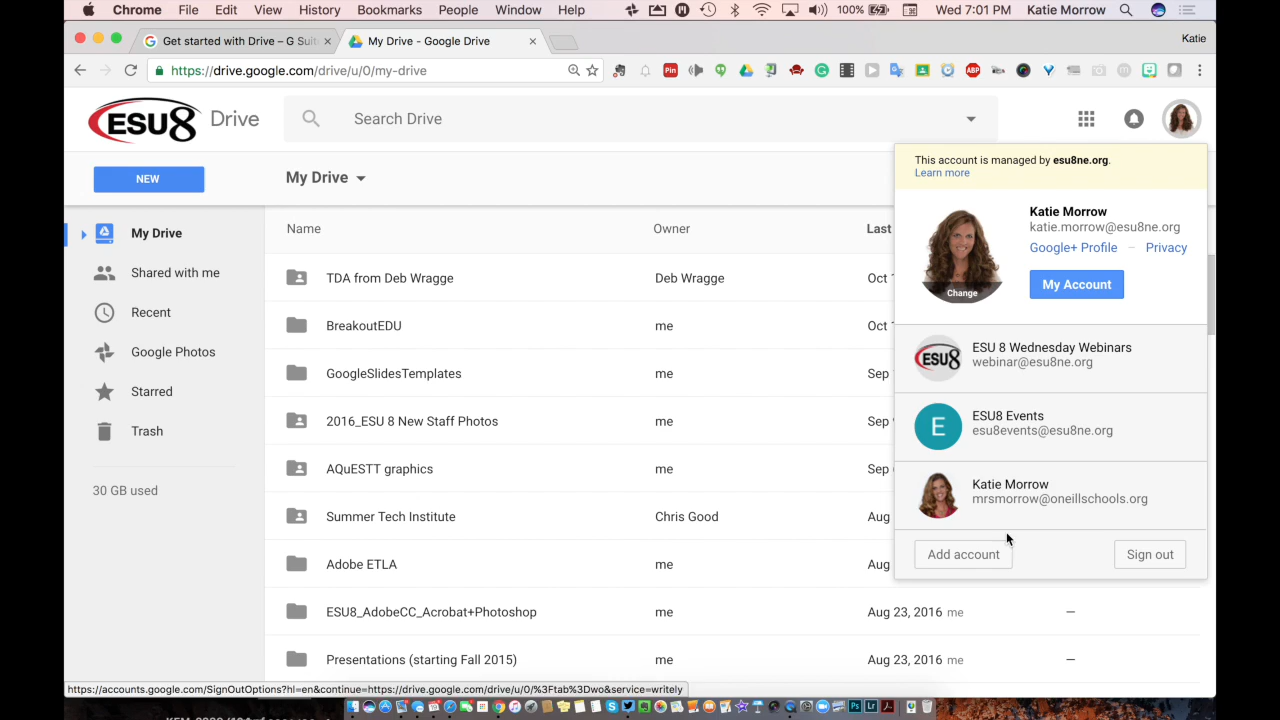 Chrome File Edit View History Bookmarks People Window Help 100% Wed 7:01 PM Katie Morrow
Get started with Drive – G Suit × My Drive - Google Drive × Katie
https://drive.google.com/drive/u/0/my-drive Pin ABP
ESU8 Drive Search Drive
This account is managed by esu8ne.org.
Learn more
NEW My Drive
Katie Morrow
katie.morrow@esu8ne.org
Google+ Profile – Privacy
Change My Account
My Drive
Shared with me
Recent
Google Photos
Starred
Trash
30 GB used
Name Owner Last
TDA from Deb Wragge Deb Wragge Oct
BreakoutEDU me Oct
GoogleSlidesTemplates me Sep
2016_ESU 8 New Staff Photos me Sep
AQuESTT graphics me Sep
Summer Tech Institute Chris Good Aug
Adobe ETLA me Aug
ESU8_AdobeCC_Acrobat+Photoshop me Aug 23, 2016 me —
Presentations (starting Fall 2015) me Aug 23, 2016 me —
ESU8
ESU 8 Wednesday Webinars
webinar@esu8ne.org
E
ESU8 Events
esu8events@esu8ne.org
Katie Morrow
mrsmorrow@oneillschools.org
Add account Sign out
https://accounts.google.com/SignOutOptions?hl=en&continue=https://drive.google.com/drive/u/0/%3Ftab%3Dwo&service=writely
Ps Lr